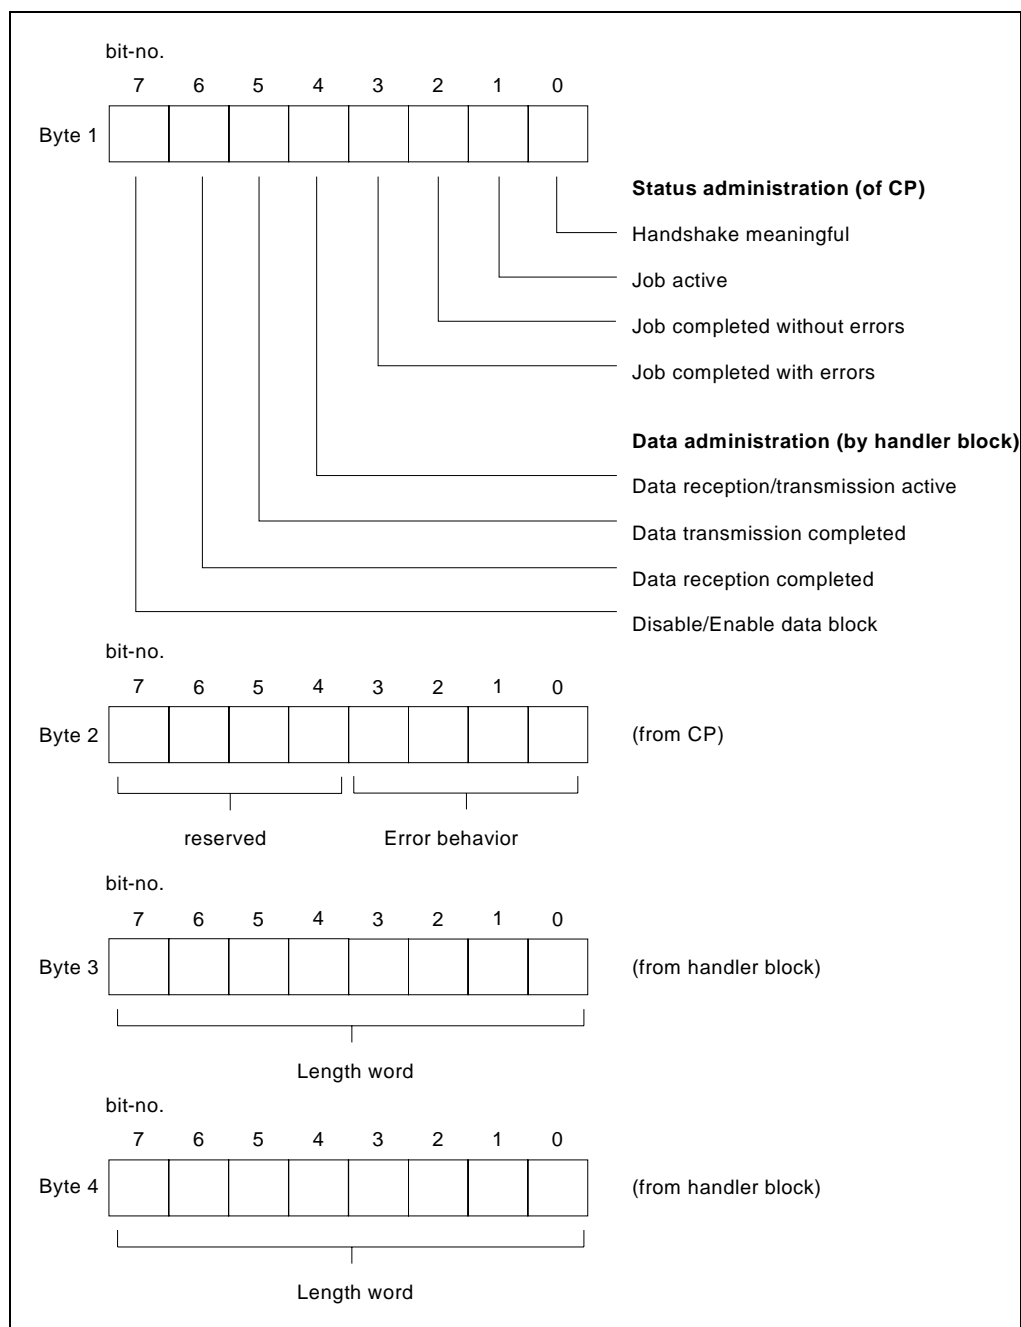 bit-no.
7 6 5 4 3 2 1 0
Byte 1
Status administration (of CP)
Handshake meaningful
Job active
Job completed without errors
Job completed with errors
Data administration (by handler block)
Data reception/transmission active
Data transmission completed
Data reception completed
Disable/Enable data block
bit-no.
7 6 5 4 3 2 1 0
Byte 2 (from CP)
reserved Error behavior
bit-no.
7 6 5 4 3 2 1 0
Byte 3 (from handler block)
Length word
bit-no.
7 6 5 4 3 2 1 0
Byte 4 (from handler block)
Length word